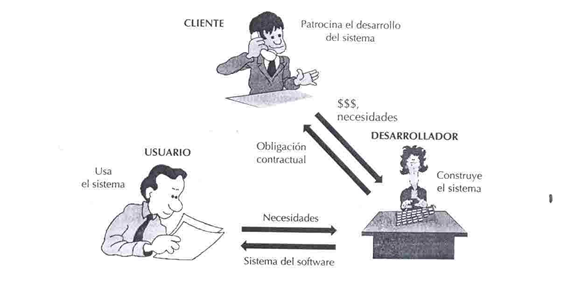 CLIENTE
Patrocina el desarrollo
del sistema
$$$,
necesidades
DESARROLLADOR
Obligación
contractual
USUARIO
Usa
el sistema
Construye
el sistema
Necesidades
Sistema del software